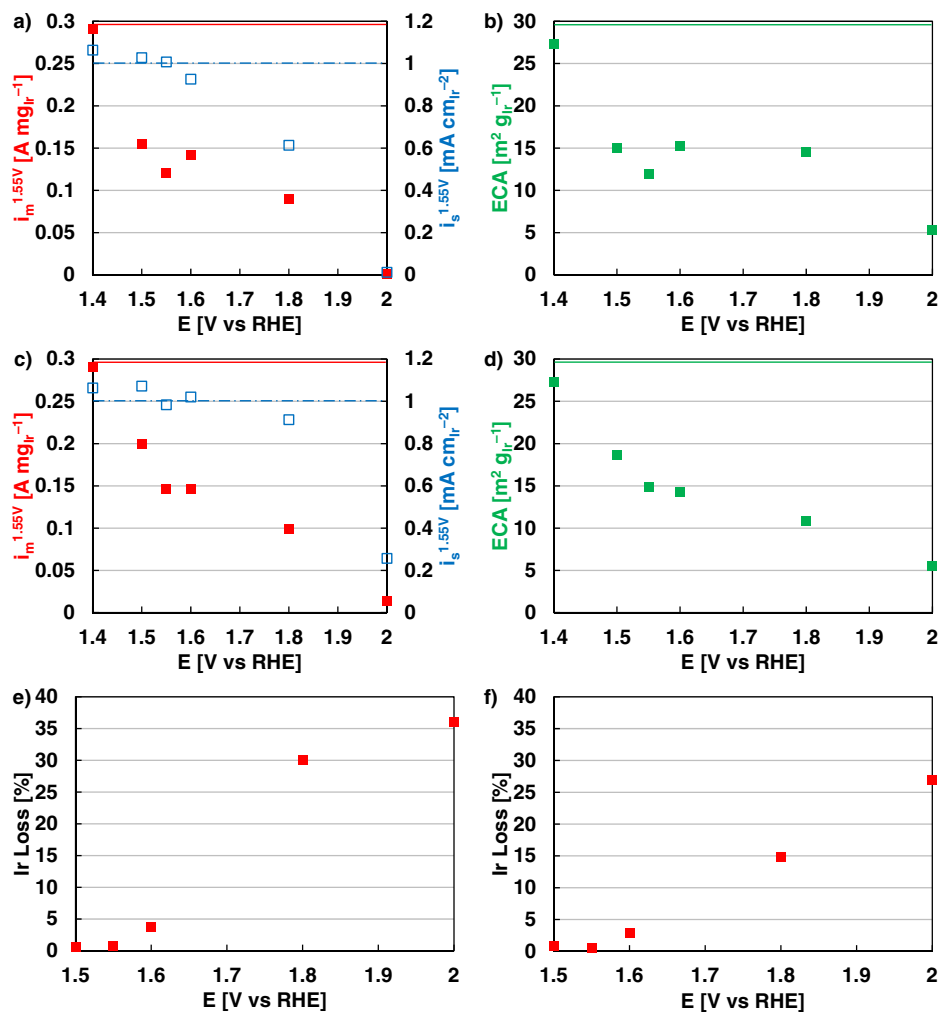 a)
0.3
0.25
0.2
0.15
0.1
0.05
0
1.2
1
0.8
0.6
0.4
0.2
0
i_m^1.55V [A mg_Ir^−1]
i_s^1.55V [mA cm_Ir^−2]
1.4 1.5 1.6 1.7 1.8 1.9 2
E [V vs RHE]
b)
30
25
20
15
10
5
0
ECA [m² g_Ir^−1]
1.4 1.5 1.6 1.7 1.8 1.9 2
E [V vs RHE]
c)
0.3
0.25
0.2
0.15
0.1
0.05
0
1.2
1
0.8
0.6
0.4
0.2
0
i_m^1.55V [A mg_Ir^−1]
i_s^1.55V [mA cm_Ir^−2]
1.4 1.5 1.6 1.7 1.8 1.9 2
E [V vs RHE]
d)
30
25
20
15
10
5
0
ECA [m² g_Ir^−1]
1.4 1.5 1.6 1.7 1.8 1.9 2
E [V vs RHE]
e)
40
35
30
25
20
15
10
5
0
Ir Loss [%]
1.5 1.6 1.7 1.8 1.9 2
E [V vs RHE]
f)
40
35
30
25
20
15
10
5
0
Ir Loss [%]
1.5 1.6 1.7 1.8 1.9 2
E [V vs RHE]